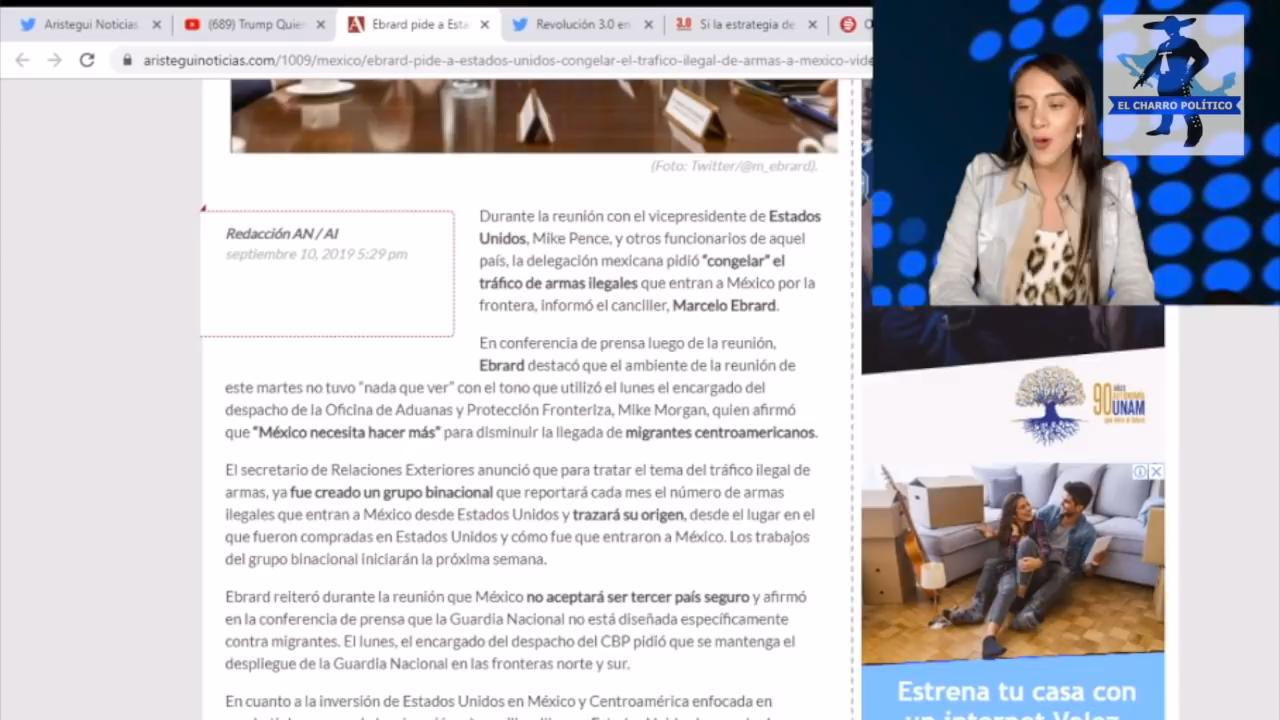 Aristegui Noticias
(689) Trump Quier
Ebrard pide a Esta
Revolución 3.0 en
3.0
Si la estrategia de
aristeguinoticias.com/1009/mexico/ebrard-pide-a-estados-unidos-congelar-el-trafico-ilegal-de-armas-a-mexico-vide
EL CHARRO POLÍTICO
(Foto: Twitter/@m_ebrard).
Redacción AN / AI
septiembre 10, 2019 5:29 pm
Durante la reunión con el vicepresidente de Estados
Unidos, Mike Pence, y otros funcionarios de aquel
país, la delegación mexicana pidió “congelar” el
tráfico de armas ilegales que entran a México por la
frontera, informó el canciller, Marcelo Ebrard.
En conferencia de prensa luego de la reunión,
Ebrard destacó que el ambiente de la reunión de
este martes no tuvo “nada que ver” con el tono que utilizó el lunes el encargado del
despacho de la Oficina de Aduanas y Protección Fronteriza, Mike Morgan, quien afirmó
que “México necesita hacer más” para disminuir la llegada de migrantes centroamericanos.
El secretario de Relaciones Exteriores anunció que para tratar el tema del tráfico ilegal de
armas, ya fue creado un grupo binacional que reportará cada mes el número de armas
ilegales que entran a México desde Estados Unidos y trazará su origen, desde el lugar en el
que fueron compradas en Estados Unidos y cómo fue que entraron a México. Los trabajos
del grupo binacional iniciarán la próxima semana.
Ebrard reiteró durante la reunión que México no aceptará ser tercer país seguro y afirmó
en la conferencia de prensa que la Guardia Nacional no está diseñada específicamente
contra migrantes. El lunes, el encargado del despacho del CBP pidió que se mantenga el
despliegue de la Guardia Nacional en las fronteras norte y sur.
En cuanto a la inversión de Estados Unidos en México y Centroamérica enfocada en
90 AÑOS
AUTONOMÍA
UNAM
Estrena tu casa con
un internet Veloz